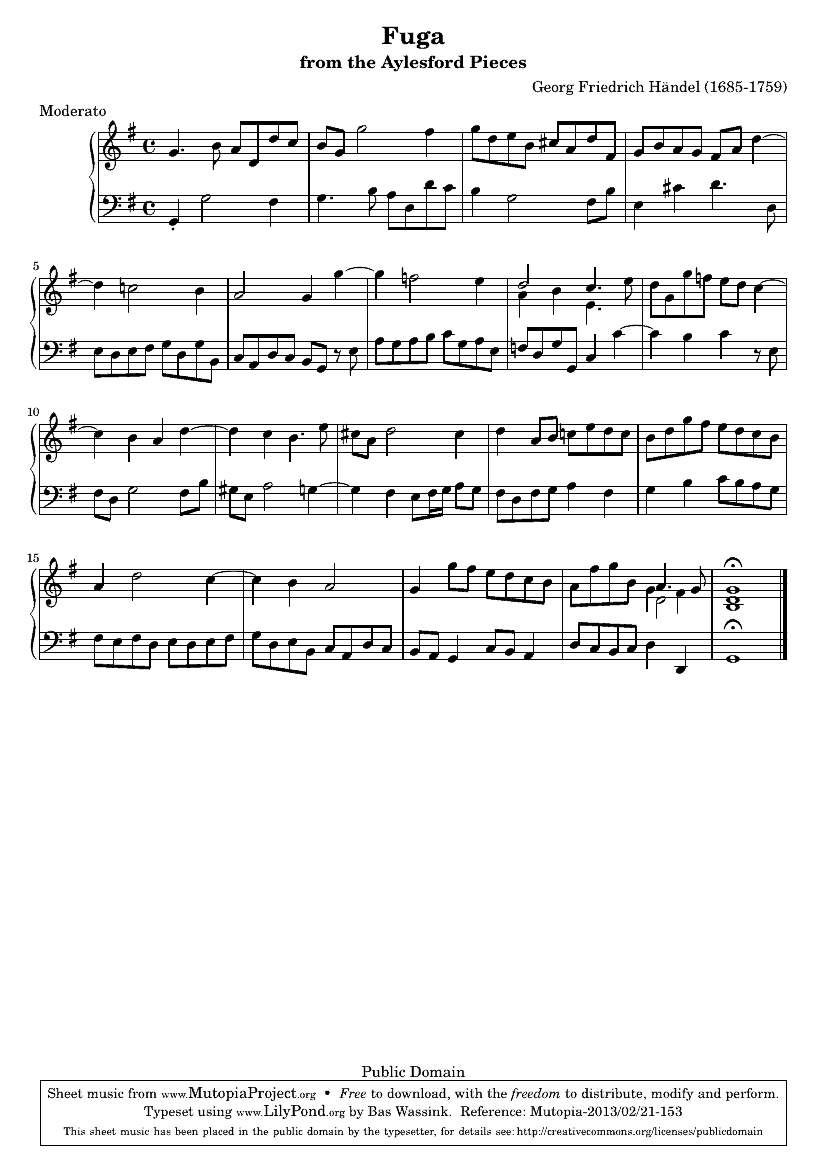 Fuga
from the Aylesford Pieces
Georg Friedrich Händel (1685-1759)
Moderato
5
10
15
Public Domain
Sheet music from www.MutopiaProject.org • Free to download, with the freedom to distribute, modify and perform.
Typeset using www.LilyPond.org by Bas Wassink. Reference: Mutopia-2013/02/21-153
This sheet music has been placed in the public domain by the typesetter, for details see: http://creativecommons.org/licenses/publicdomain